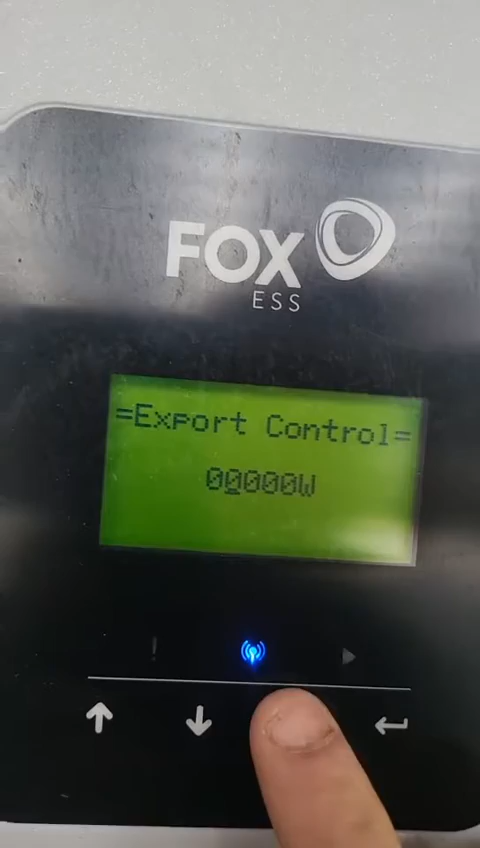 FOX
ESS
=Export Control=
00000W